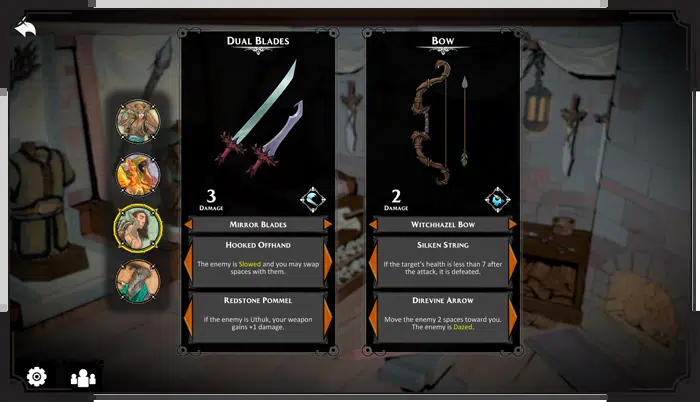 Dual Blades
3
Damage
Mirror Blades
Hooked Offhand
The enemy is Slowed and you may swap
spaces with them.
Redstone Pommel
If the enemy is Uthuk, your weapon
gains +1 damage.
Bow
2
Damage
Witchhazel Bow
Silken String
If the target's health is less than 7 after
the attack, it is defeated.
Direvine Arrow
Move the enemy 2 spaces toward you.
The enemy is Dazed.